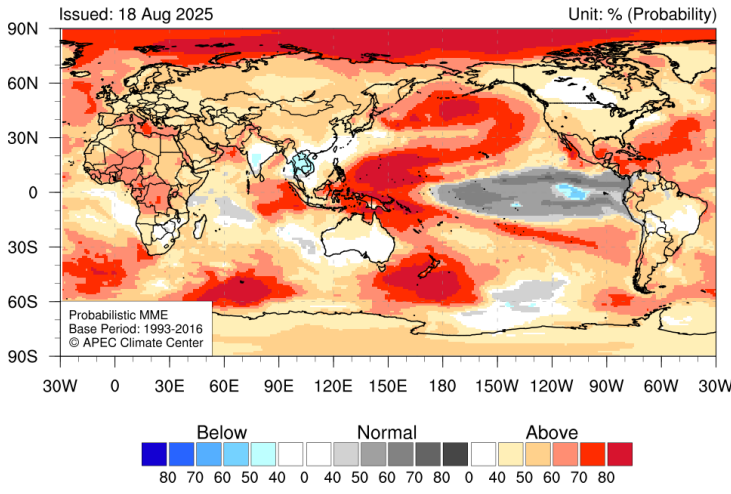 Issued: 18 Aug 2025 Unit: % (Probability)
90N
60N
30N
0
30S
60S
90S
Probabilistic MME
Base Period: 1993-2016
© APEC Climate Center
30W 0 30E 60E 90E 120E 150E 180 150W 120W 90W 60W 30W
Below Normal Above
80 70 60 50 40 0 40 50 60 70 80 0 40 50 60 70 80